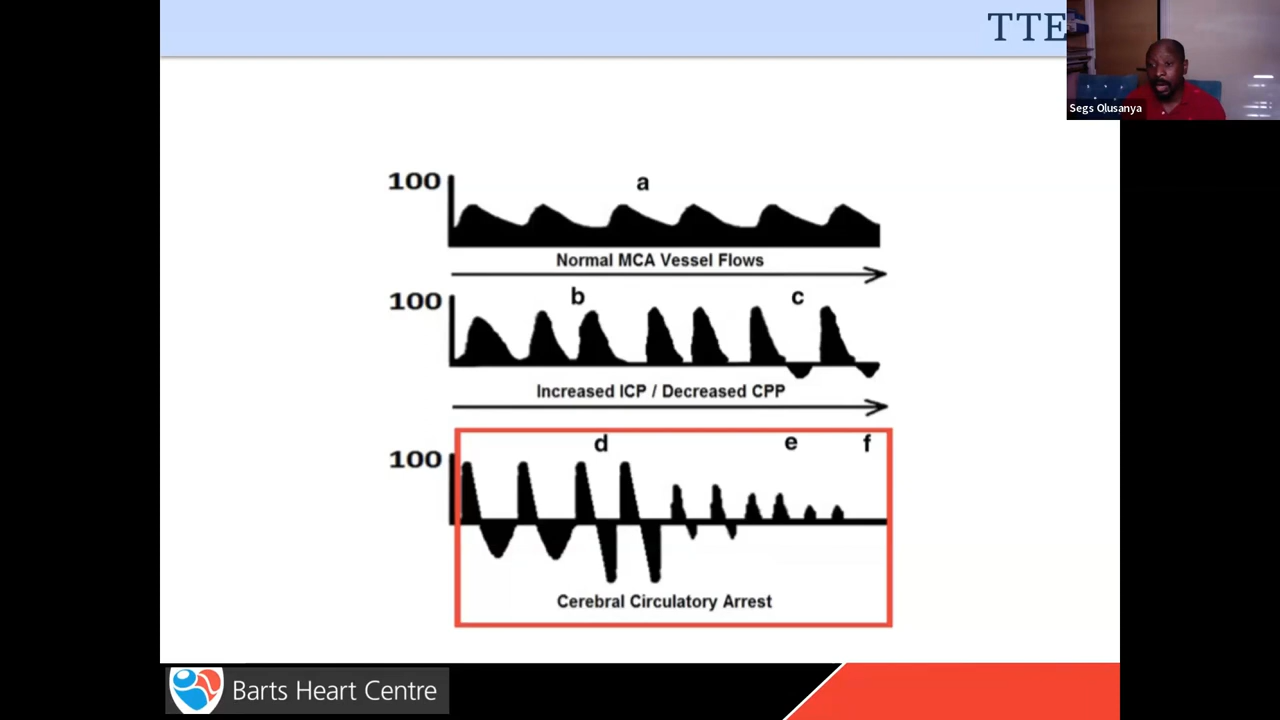 TTE
Segs Olusanya
100
a
Normal MCA Vessel Flows
100
b
c
Increased ICP / Decreased CPP
100
d
e
f
Cerebral Circulatory Arrest
Barts Heart Centre